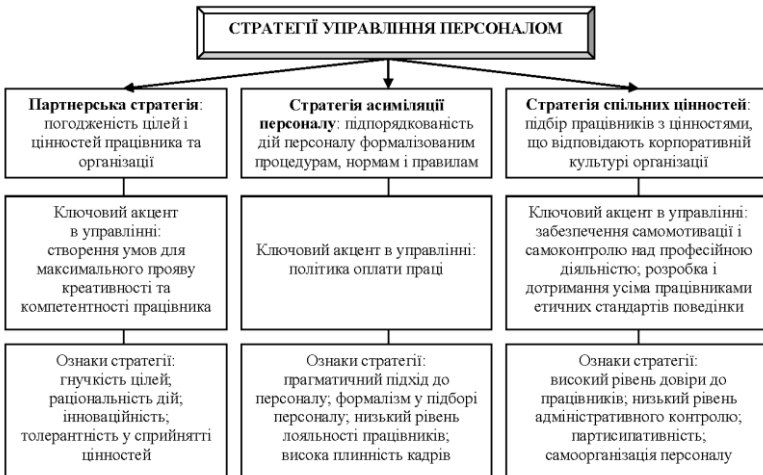 СТРАТЕГІЇ УПРАВЛІННЯ ПЕРСОНАЛОМ
Партнерська стратегія:
погодженість цілей і
цінностей працівника та
організації
Стратегія асиміляції
персоналу: підпорядкованість
дій персоналу формалізованим
процедурам, нормам і правилам
Стратегія спільних цінностей:
підбір працівників з цінностями,
що відповідають корпоративній
культурі організації
Ключовий акцент
в управлінні:
створення умов для
максимального прояву
креативності та
компетентності працівника
Ключовий акцент в управлінні:
політика оплати праці
Ключовий акцент в управлінні:
забезпечення самомотивації і
самоконтролю над професійною
діяльністю; розробка і
дотримання усіма працівниками
етичних стандартів поведінки
Ознаки стратегії:
гнучкість цілей;
раціональність дій;
інноваційність;
толерантність у сприйнятті
цінностей
Ознаки стратегії:
прагматичний підхід до
персоналу; формалізм у підборі
персоналу; низький рівень
лояльності працівників;
висока плинність кадрів
Ознаки стратегії:
високий рівень довіри до
працівників; низький рівень
адміністративного контролю;
партисипативність;
самоорганізація персоналу